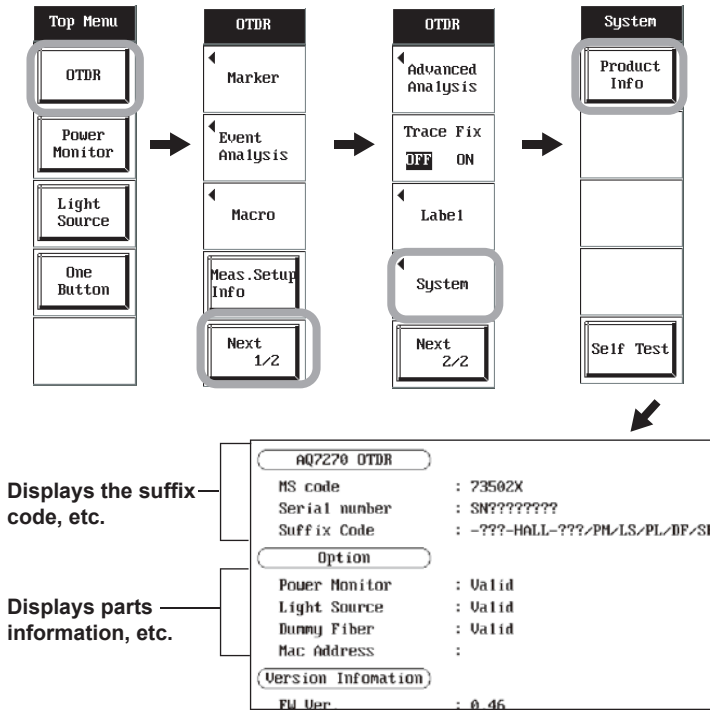 Top Menu
OTDR
Power
Monitor
Light
Source
One
Button
OTDR
Marker
Event
Analysis
Macro
Meas.Setup
Info
Next
1/2
OTDR
Advanced
Analysis
Trace Fix
OFF ON
Label
System
Next
2/2
System
Product
Info
Self Test
Displays the suffix
code, etc.
Displays parts
information, etc.
AQ7270 OTDR
MS code : 73502X
Serial number : SN????????
Suffix Code : -???-HALL-???/PM/LS/PL/DF/SI
Option
Power Monitor : Valid
Light Source : Valid
Dummy Fiber : Valid
Mac Address :
Version Infomation
FW Ver. : 0.46